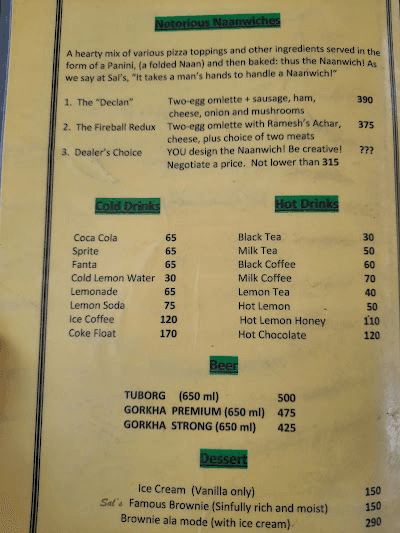 Notorious Naanwiches
A hearty mix of various pizza toppings and other ingredients served in the
form of a Panini, (a folded Naan) and then baked: thus the Naanwich! As
we say at Sal's, "It takes a man's hands to handle a Naanwich!"
1. The "Declan" Two-egg omlette + sausage, ham, 390
cheese, onion and mushrooms
2. The Fireball Redux Two-egg omlette with Ramesh's Achar, 375
cheese, plus choice of two meats
3. Dealer's Choice YOU design the Naanwich! Be creative! ???
Negotiate a price. Not lower than 315
Cold Drinks
Coca Cola 65
Sprite 65
Fanta 65
Cold Lemon Water 30
Lemonade 65
Lemon Soda 75
Ice Coffee 120
Coke Float 170
Hot Drinks
Black Tea 30
Milk Tea 50
Black Coffee 60
Milk Coffee 70
Lemon Tea 40
Hot Lemon 50
Hot Lemon Honey 110
Hot Chocolate 120
Beer
TUBORG (650 ml) 500
GORKHA PREMIUM (650 ml) 475
GORKHA STRONG (650 ml) 425
Dessert
Ice Cream (Vanilla only) 150
Sal's Famous Brownie (Sinfully rich and moist) 150
Brownie ala mode (with ice cream) 290